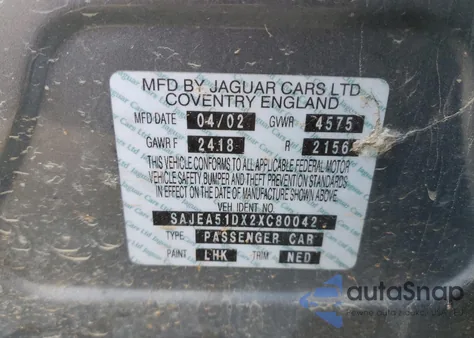 MFD BY JAGUAR CARS LTD
COVENTRY ENGLAND
MFD DATE 04/02 GVWR 4575
GAWR F 2418 R 2156
THIS VEHICLE CONFORMS TO ALL APPLICABLE FEDERAL MOTOR
VEHICLE SAFETY BUMPER AND THEFT PREVENTION STANDARDS
IN EFFECT ON THE DATE OF MANUFACTURE SHOWN ABOVE.
VEH IDENT No.
SAJEA51DX2XC80042
TYPE PASSENGER CAR
PAINT LHK TRIM NED
autoSnap